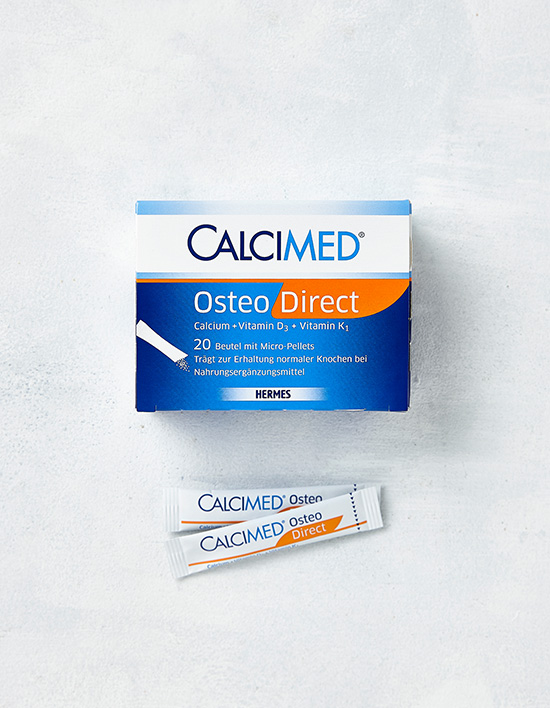 CALCIMED®
Osteo Direct
Calcium + Vitamin D3 + Vitamin K1
20 Beutel mit Micro-Pellets
Trägt zur Erhaltung normaler Knochen bei
Nahrungsergänzungsmittel
HERMES
CALCIMED® Osteo
CALCIMED® Osteo
Direct